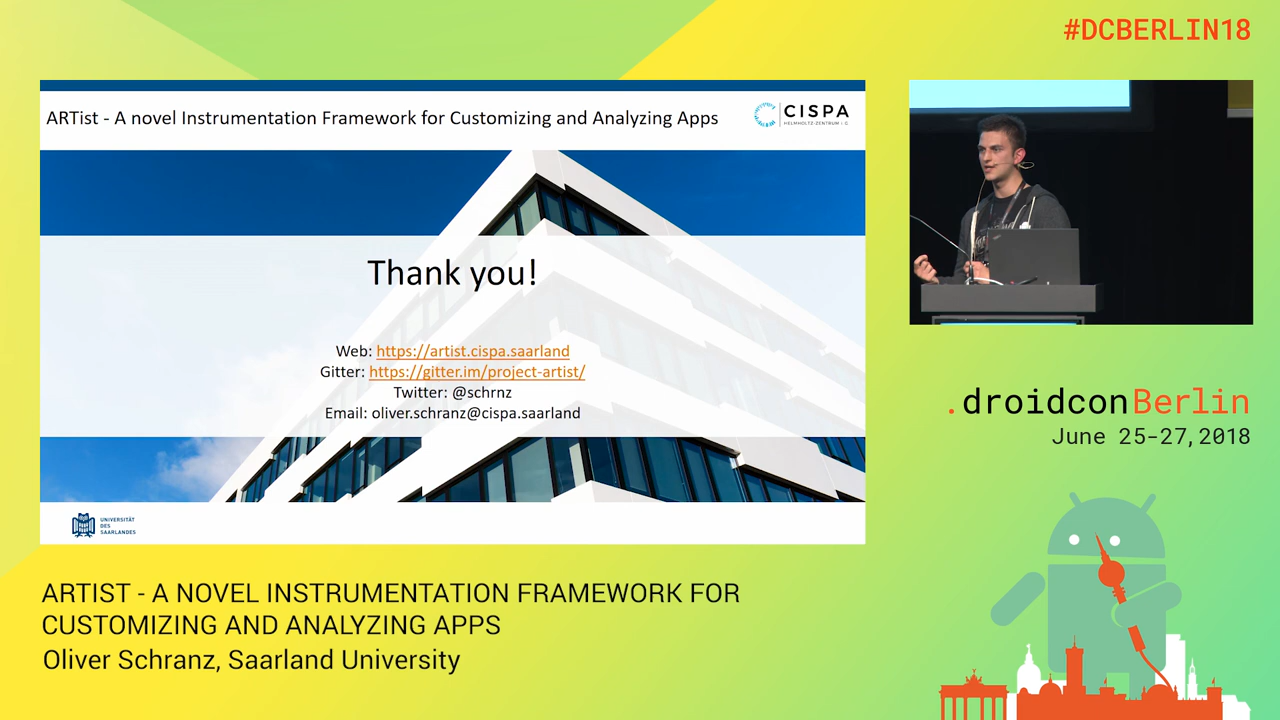 #DCBERLIN18
ARTist - A novel Instrumentation Framework for Customizing and Analyzing Apps
CISPA
HELMHOLTZ-ZENTRUM i.G.
Thank you!
Web: https://artist.cispa.saarland
Gitter: https://gitter.im/project-artist/
Twitter: @schrnz
Email: oliver.schranz@cispa.saarland
UNIVERSITÄT
DES
SAARLANDES
.droidconBerlin
June 25-27, 2018
ARTIST - A NOVEL INSTRUMENTATION FRAMEWORK FOR
CUSTOMIZING AND ANALYZING APPS
Oliver Schranz, Saarland University